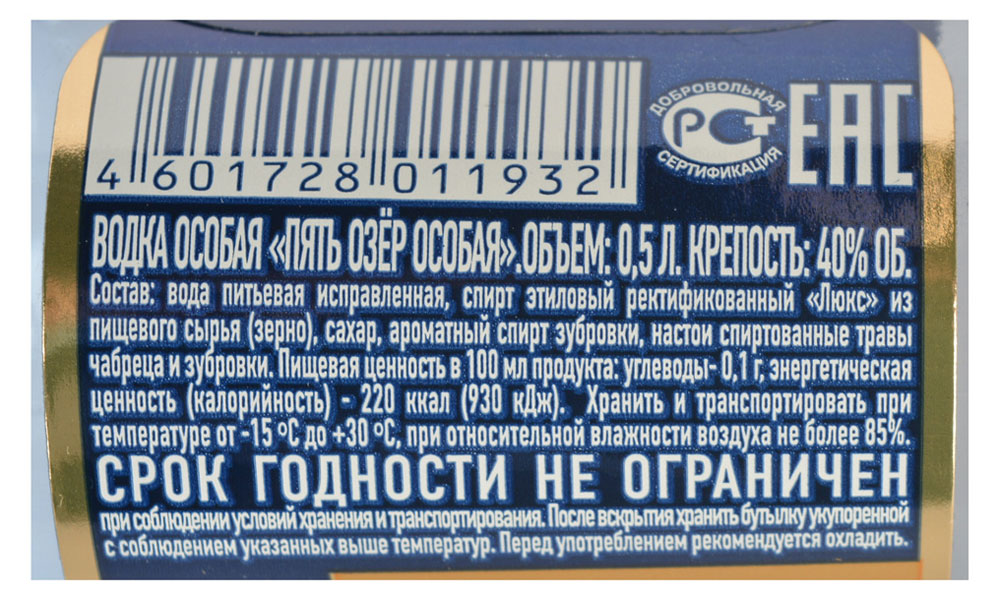 ДОБРОВОЛЬНАЯ
РСТ
СЕРТИФИКАЦИЯ
ЕАС
4 601728 011932
ВОДКА ОСОБАЯ «ПЯТЬ ОЗЁР ОСОБАЯ». ОБЪЕМ: 0,5 Л. КРЕПОСТЬ: 40% ОБ.
Состав: вода питьевая исправленная, спирт этиловый ректификованный «Люкс» из
пищевого сырья (зерно), сахар, ароматный спирт зубровки, настои спиртованные травы
чабреца и зубровки. Пищевая ценность в 100 мл продукта: углеводы- 0,1 г, энергетическая
ценность (калорийность) - 220 ккал (930 кДж). Хранить и транспортировать при
температуре от -15 °С до +30 °С, при относительной влажности воздуха не более 85%.
СРОК ГОДНОСТИ НЕ ОГРАНИЧЕН
при соблюдении условий хранения и транспортирования. После вскрытия хранить бутылку укупоренной
с соблюдением указанных выше температур. Перед употреблением рекомендуется охладить.